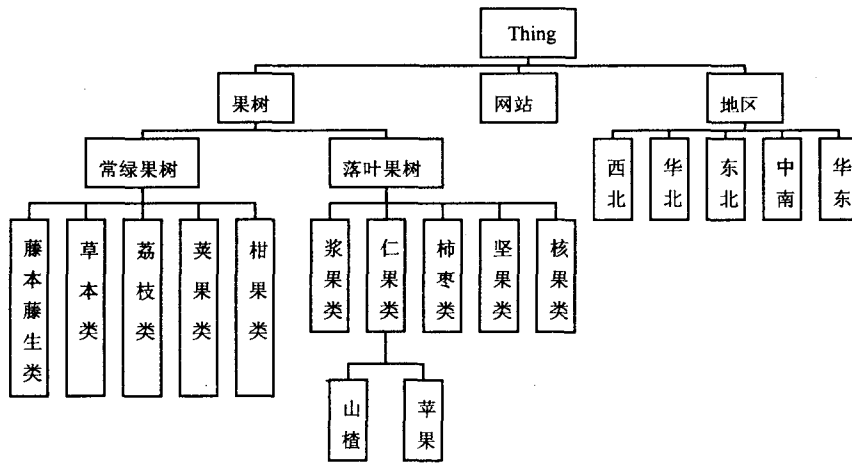 Thing
果树
网站
地区
常绿果树
落叶果树
西北
华北
东北
中南
华东
藤本藤生类
草本类
荔枝类
荚果类
柑果类
浆果类
仁果类
柿枣类
坚果类
核果类
山楂
苹果